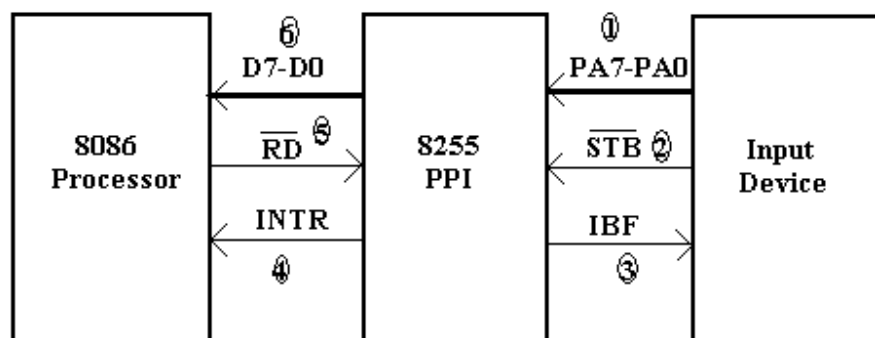 ⑥
D7-D0
8086
Processor
RD ⑤
INTR
④
8255
PPI
①
PA7-PA0
STB ②
IBF
③
Input
Device